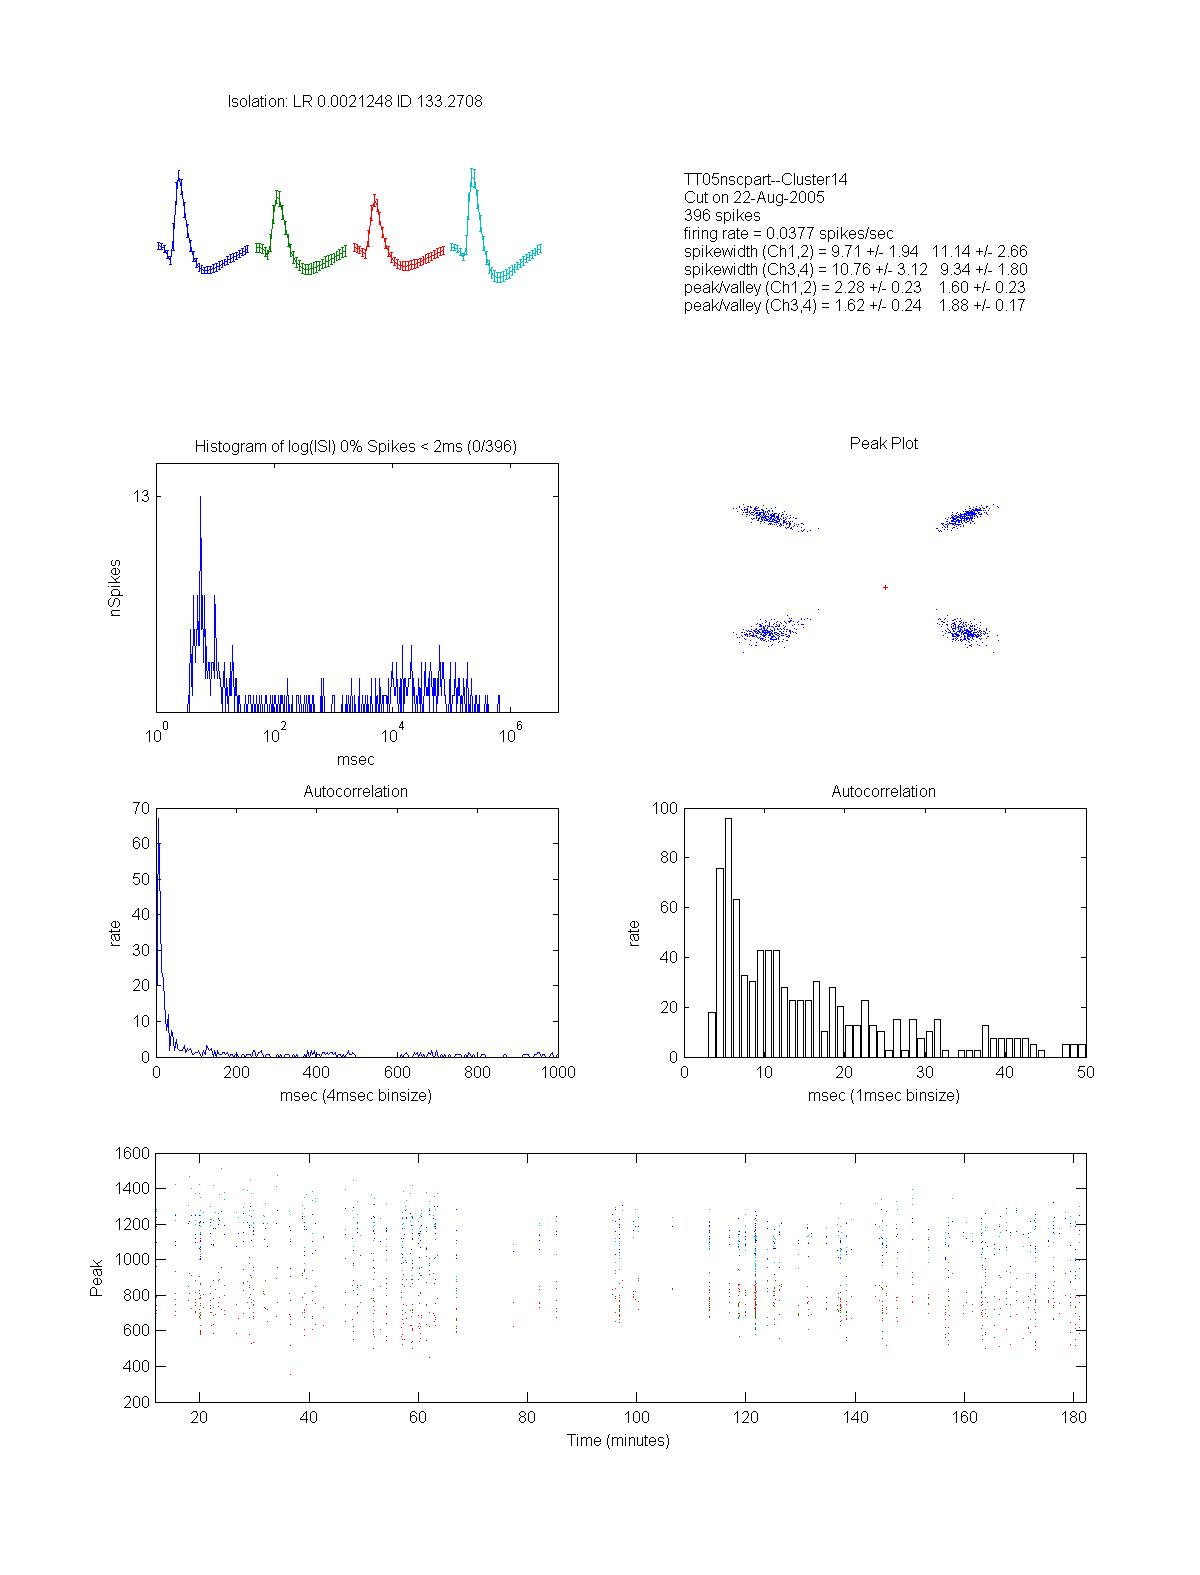 Isolation: LR 0.0021248 ID 133.2708
TT05nscpart--Cluster14
Cut on 22-Aug-2005
396 spikes
firing rate = 0.0377 spikes/sec
spikewidth (Ch1,2) = 9.71 +/- 1.94 11.14 +/- 2.66
spikewidth (Ch3,4) = 10.76 +/- 3.12 9.34 +/- 1.80
peak/valley (Ch1,2) = 2.28 +/- 0.23 1.60 +/- 0.23
peak/valley (Ch3,4) = 1.62 +/- 0.24 1.88 +/- 0.17
Histogram of log(ISI) 0% Spikes < 2ms (0/396)
13
nSpikes
10^0 10^2 10^4 10^6
msec
Peak Plot
Autocorrelation
70
60
50
40
30
20
10
0
rate
0 200 400 600 800 1000
msec (4msec binsize)
Autocorrelation
100
80
60
40
20
0
rate
0 10 20 30 40 50
msec (1msec binsize)
1600
1400
1200
1000
800
600
400
200
Peak
20 40 60 80 100 120 140 160 180
Time (minutes)